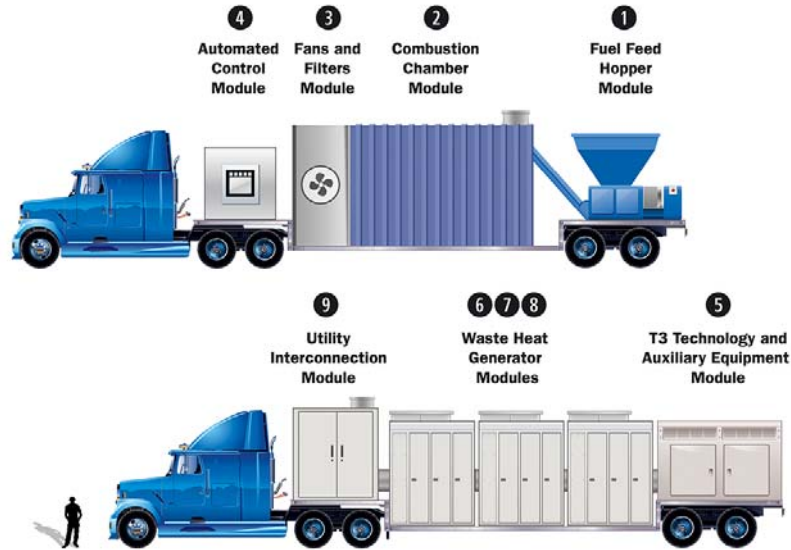 4
Automated
Control
Module
3
Fans and
Filters
Module
2
Combustion
Chamber
Module
1
Fuel Feed
Hopper
Module
9
Utility
Interconnection
Module
6 7 8
Waste Heat
Generator
Modules
5
T3 Technology and
Auxiliary Equipment
Module